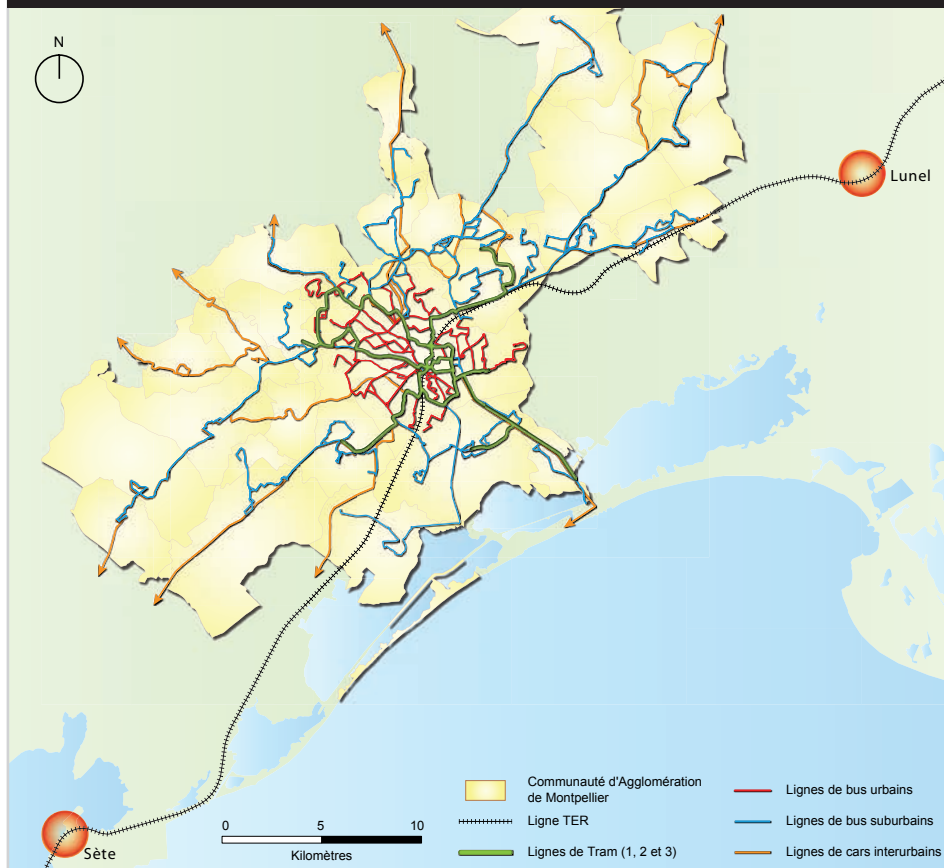 N
Lunel
Sète
0 5 10
Kilomètres
Communauté d'Agglomération
de Montpellier
Ligne TER
Lignes de Tram (1, 2 et 3)
Lignes de bus urbains
Lignes de bus suburbains
Lignes de cars interurbains